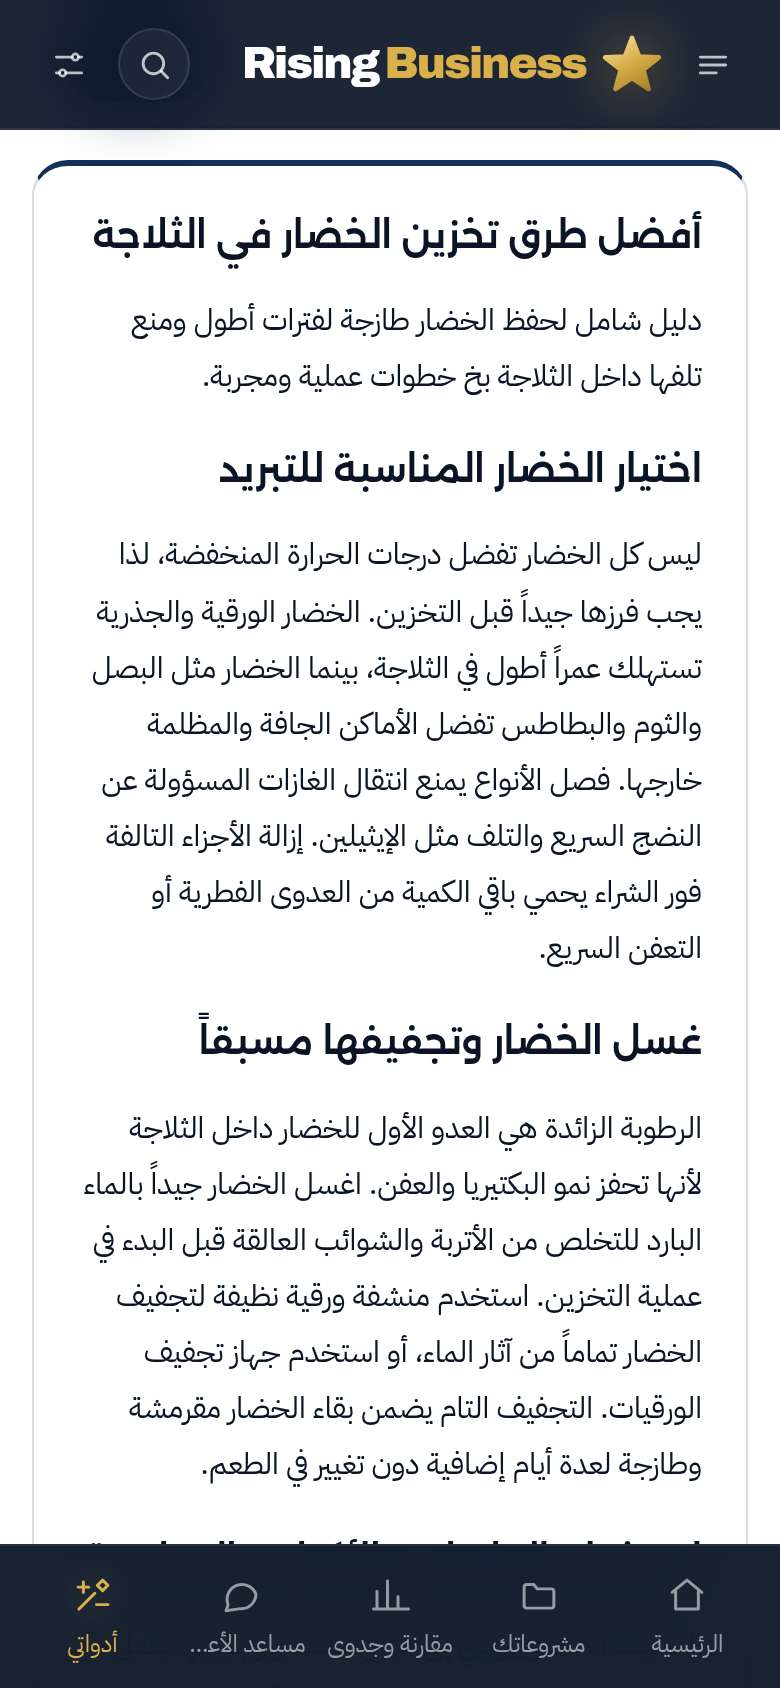 Rising Business
أفضل طرق تخزين الخضار في الثلاجة
دليل شامل لحفظ الخضار طازجة لفترات أطول ومنع
تلفها داخل الثلاجة بخ خطوات عملية ومجربة.
اختيار الخضار المناسبة للتبريد
ليس كل الخضار تفضل درجات الحرارة المنخفضة، لذا
يجب فرزها جيداً قبل التخزين. الخضار الورقية والجذرية
تستهلك عمراً أطول في الثلاجة، بينما الخضار مثل البصل
والثوم والبطاطس تفضل الأماكن الجافة والمظلمة
خارجها. فصل الأنواع يمنع انتقال الغازات المسؤولة عن
النضج السريع والتلف مثل الإيثيلين. إزالة الأجزاء التالفة
فور الشراء يحمي باقي الكمية من العدوى الفطرية أو
التعفن السريع.
غسل الخضار وتجفيفها مسبقاً
الرطوبة الزائدة هي العدو الأول للخضار داخل الثلاجة
لأنها تحفز نمو البكتيريا والعفن. اغسل الخضار جيداً بالماء
البارد للتخلص من الأتربة والشوائب العالقة قبل البدء في
عملية التخزين. استخدم منشفة ورقية نظيفة لتجفيف
الخضار تماماً من آثار الماء، أو استخدم جهاز تجفيف
الورقيات. التجفيف التام يضمن بقاء الخضار مقرمشة
وطازجة لعدة أيام إضافية دون تغيير في الطعم.
الرئيسية
مشروعاتك
مقارنة وجدوى
مساعد الأعـ...
أدواتي